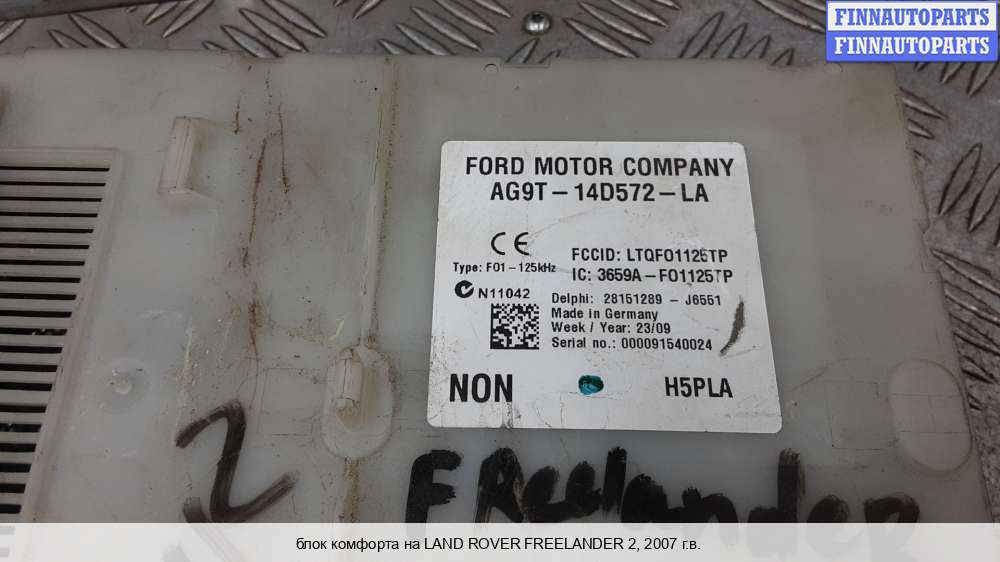 FINNAUTOPARTS
FINNAUTOPARTS
FORD MOTOR COMPANY
AG9T-14D572-LA
CE
Type: F01-125kHz
FCCID: LTQFO1125TP
IC: 3659A-FO1125TP
N11042
Delphi: 28151289 - J6551
Made in Germany
Week / Year: 23/09
Serial no.: 000091540024
NON
H5PLA
2
FReelander
блок комфорта на LAND ROVER FREELANDER 2, 2007 г.в.